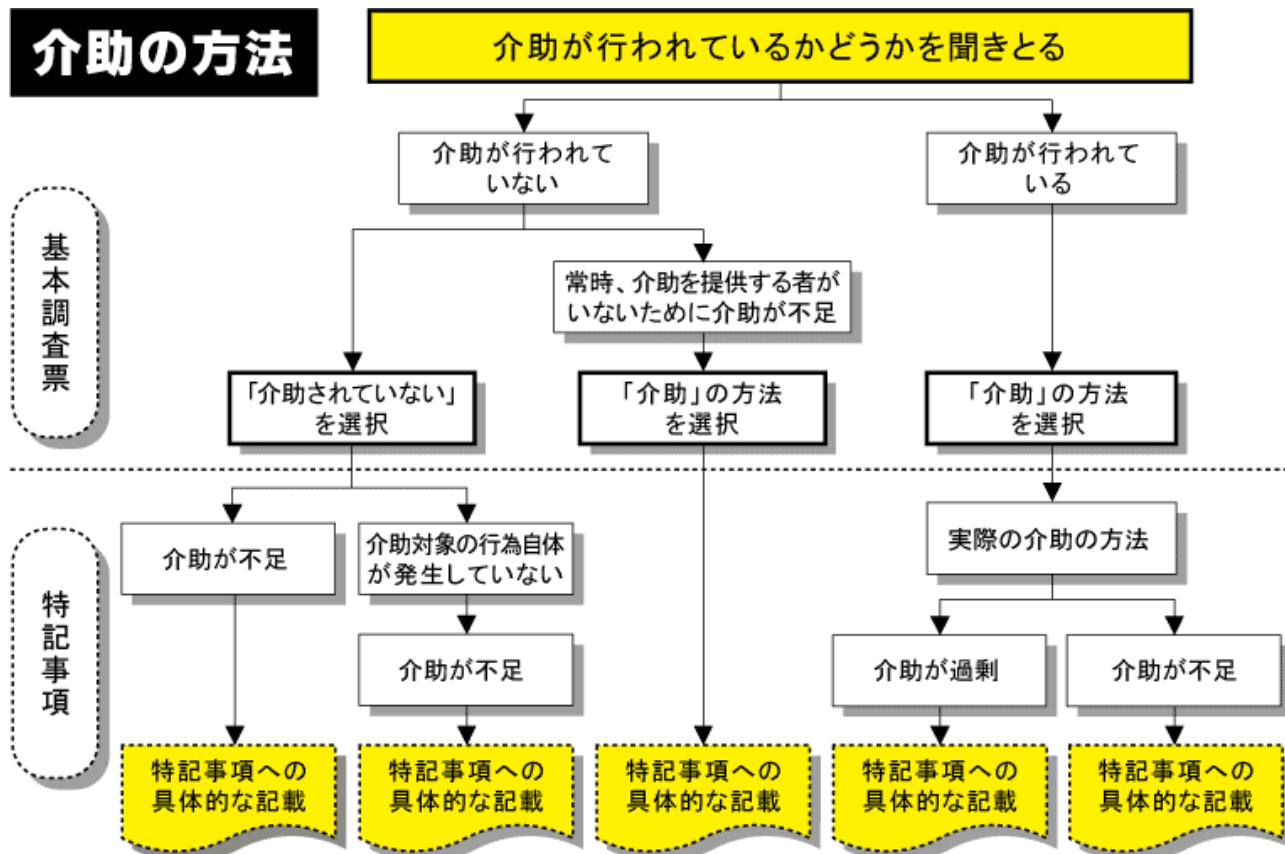 介助の方法
介助が行われているかどうかを聞きとる
介助が行われて
いない
介助が行われて
いる
基本調査票
常時、介助を提供する者が
いないために介助が不足
「介助されていない」
を選択
「介助」の方法
を選択
「介助」の方法
を選択
特記事項
介助が不足
介助対象の行為自体
が発生していない
実際の介助の方法
介助が不足
介助が過剰
介助が不足
特記事項への
具体的な記載
特記事項への
具体的な記載
特記事項への
具体的な記載
特記事項への
具体的な記載
特記事項への
具体的な記載